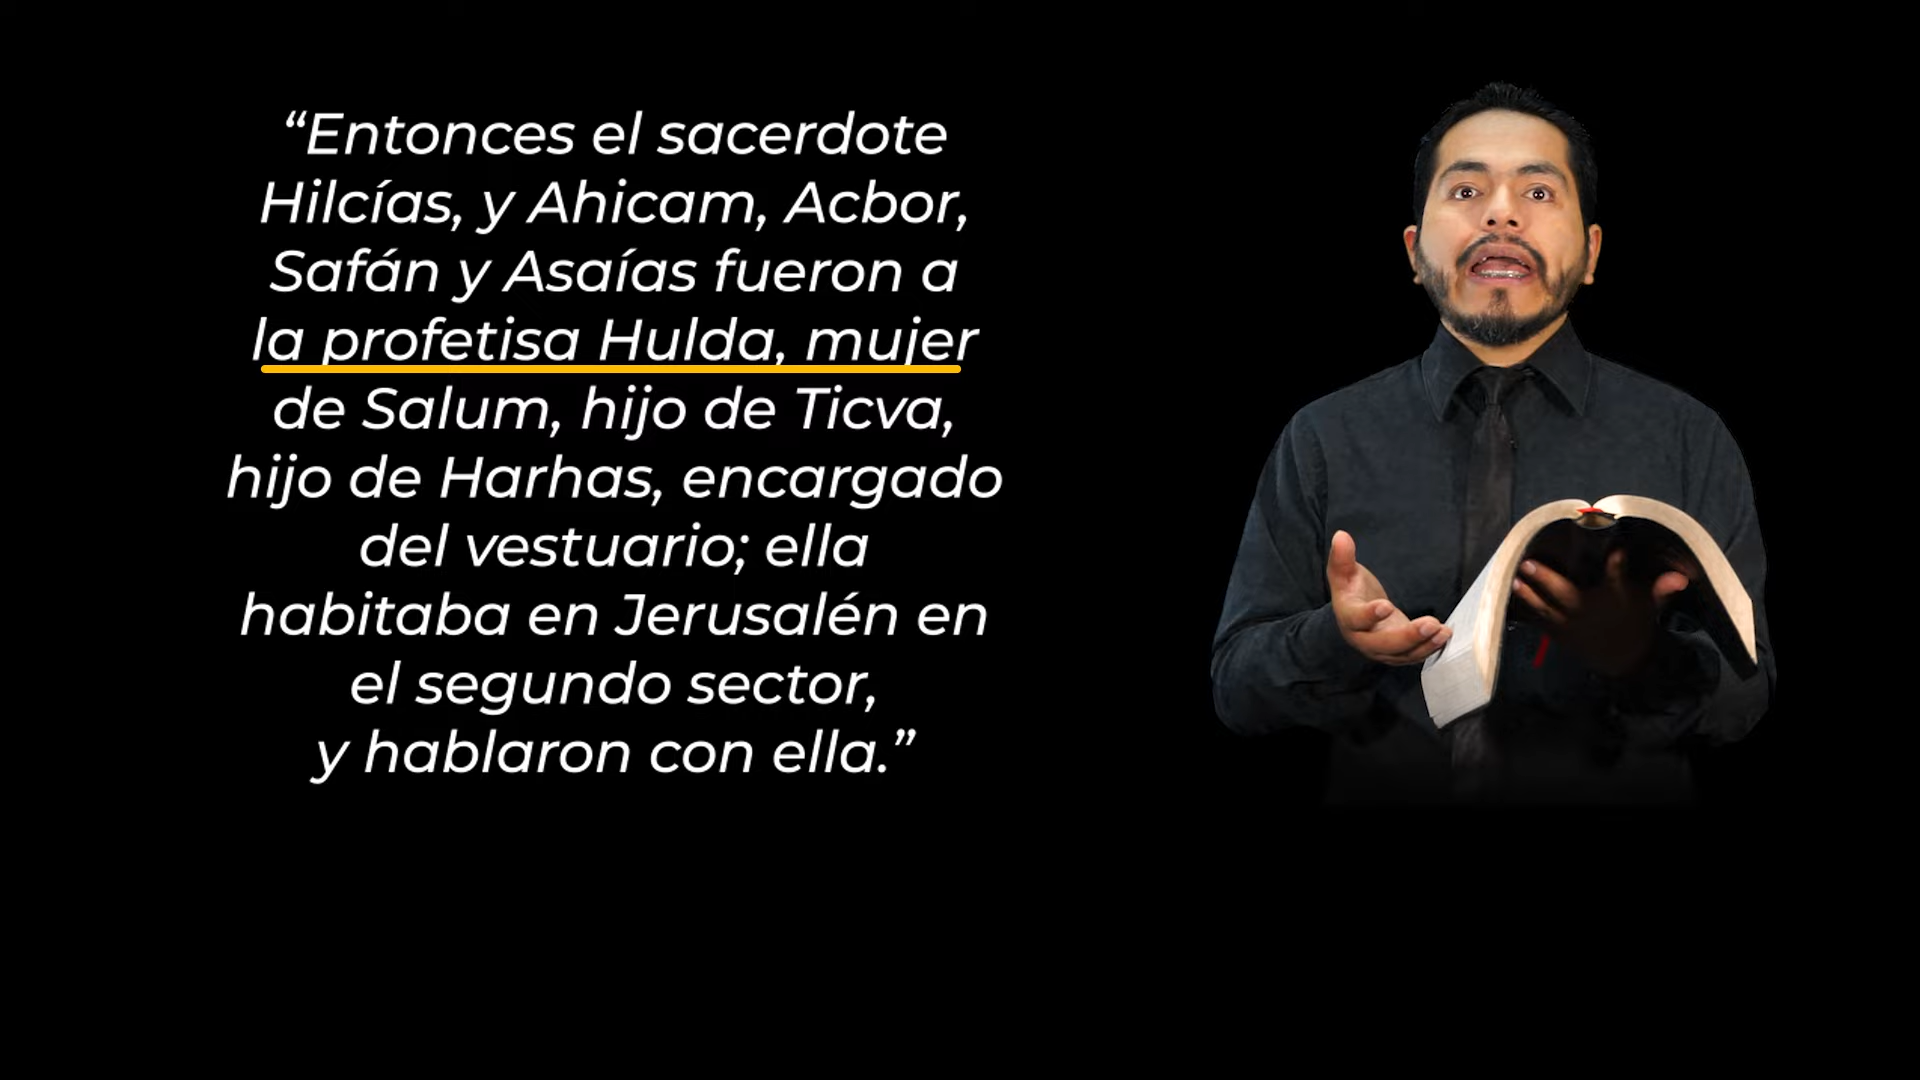 “Entonces el sacerdote
Hilcías, y Ahicam, Acbor,
Safán y Asaías fueron a
la profetisa Hulda, mujer
de Salum, hijo de Ticva,
hijo de Harhas, encargado
del vestuario; ella
habitaba en Jerusalén en
el segundo sector,
y hablaron con ella.”